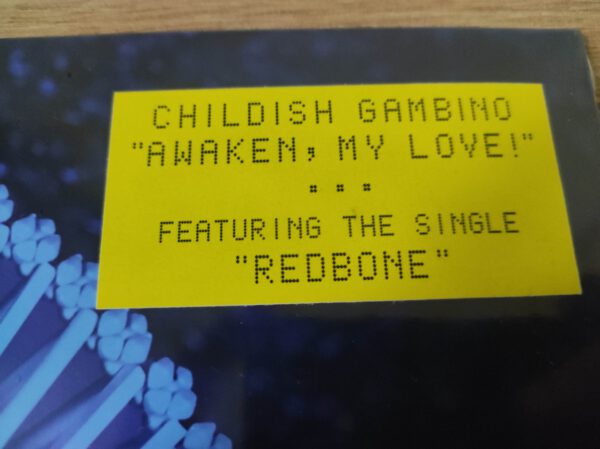 CHILDISH GAMBINO
"AWAKEN, MY LOVE!"
...
FEATURING THE SINGLE
"REDBONE"